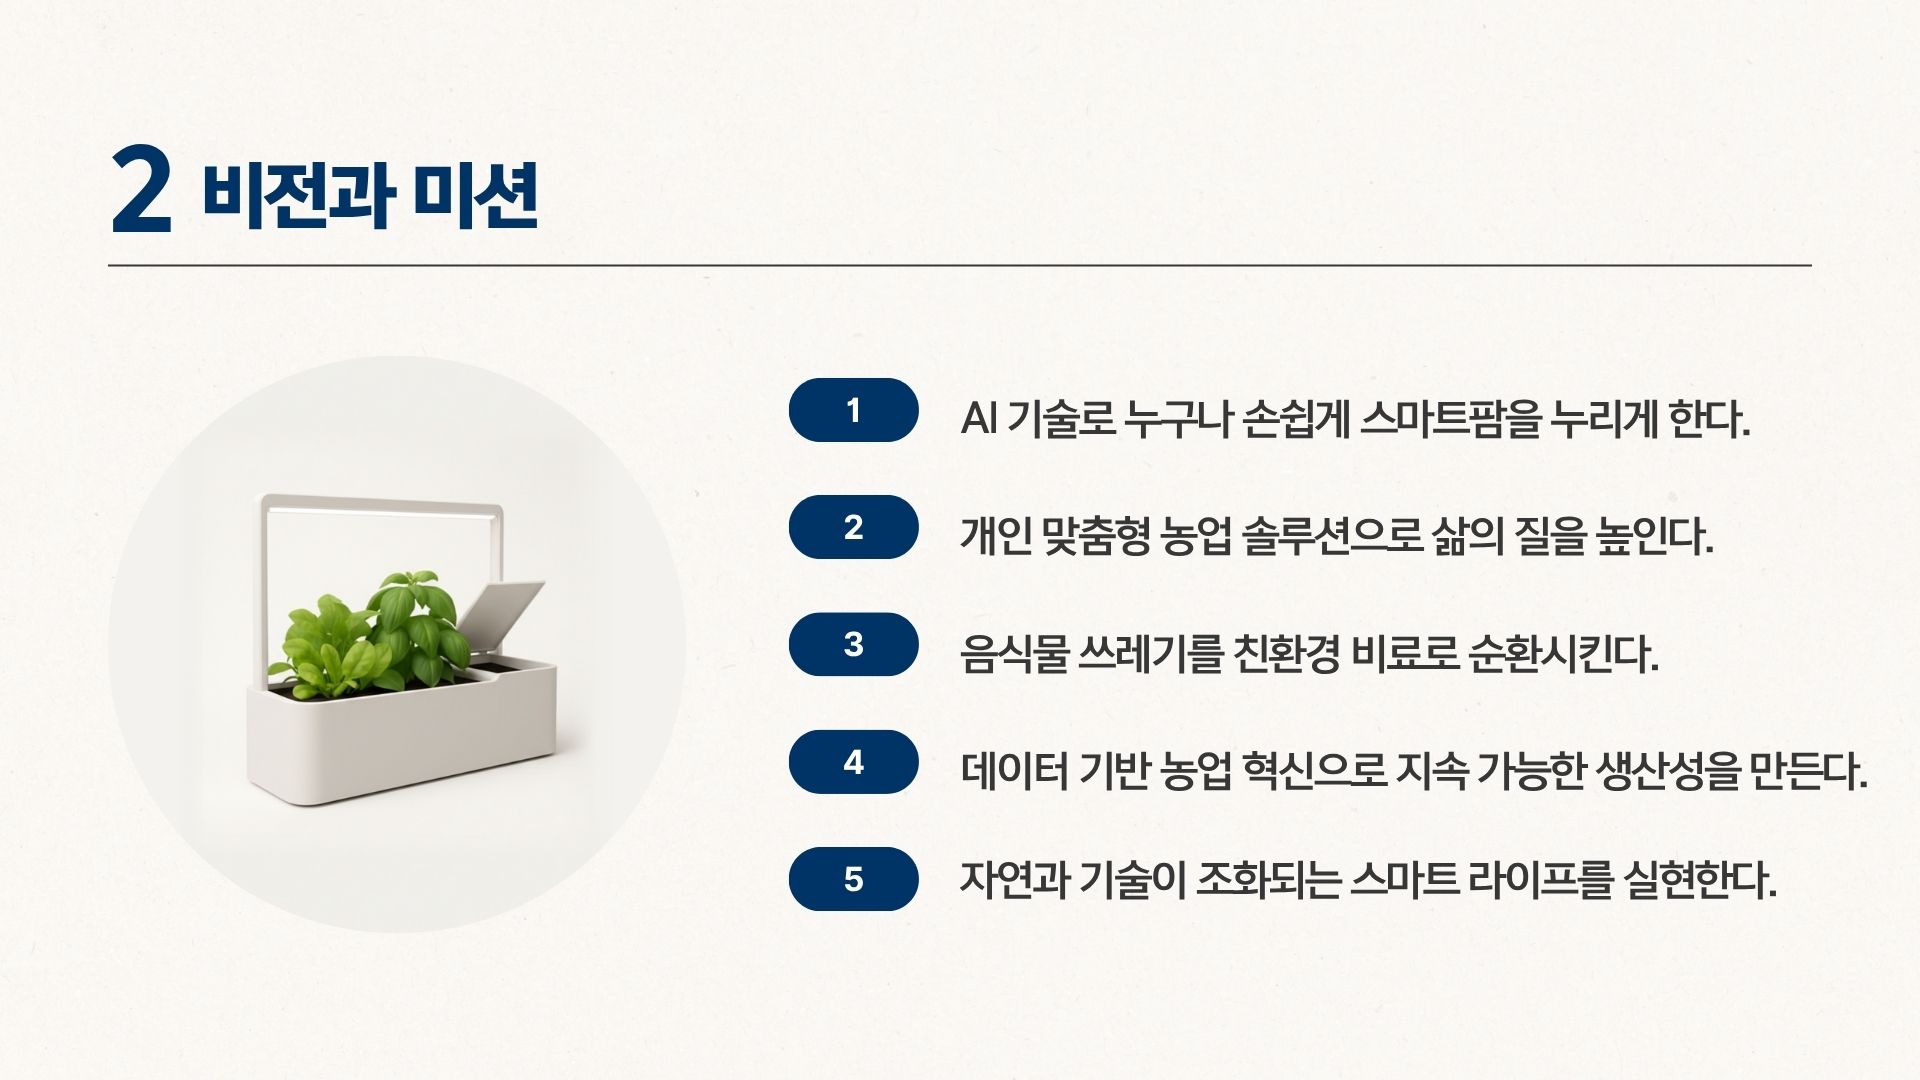 2 비전과 미션
1 AI 기술로 누구나 손쉽게 스마트팜을 누리게 한다.
2 개인 맞춤형 농업 솔루션으로 삶의 질을 높인다.
3 음식물 쓰레기를 친환경 비료로 순환시킨다.
4 데이터 기반 농업 혁신으로 지속 가능한 생산성을 만든다.
5 자연과 기술이 조화되는 스마트 라이프를 실현한다.